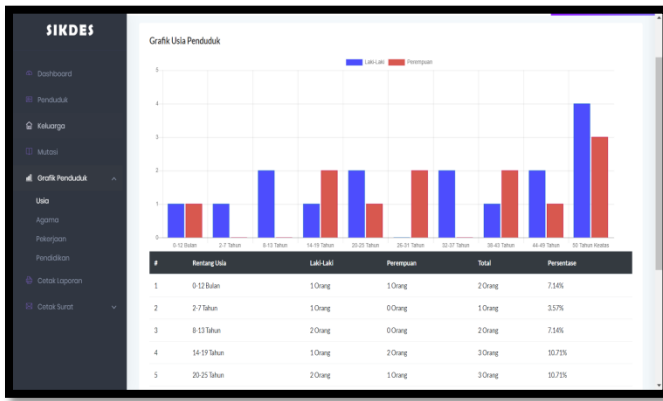 SIKDES
Dashboard
Penduduk
Keluarga
Mutasi
Grafik Penduduk
Usia
Agama
Pekerjaan
Pendidikan
Cetak Laporan
Cetak Surat
Grafik Usia Penduduk
Laki-Laki Perempuan
5
4
3
2
1
0
0-12 Bulan 2-7 Tahun 8-13 Tahun 14-19 Tahun 20-25 Tahun 26-31 Tahun 32-37 Tahun 38-43 Tahun 44-49 Tahun 50 Tahun Keatas
# Rentang Usia Laki-Laki Perempuan Total Persentase
1 0-12 Bulan 1 Orang 1 Orang 2 Orang 7.14%
2 2-7 Tahun 1 Orang 0 Orang 1 Orang 3.57%
3 8-13 Tahun 2 Orang 0 Orang 2 Orang 7.14%
4 14-19 Tahun 1 Orang 2 Orang 3 Orang 10.71%
5 20-25 Tahun 2 Orang 1 Orang 3 Orang 10.71%